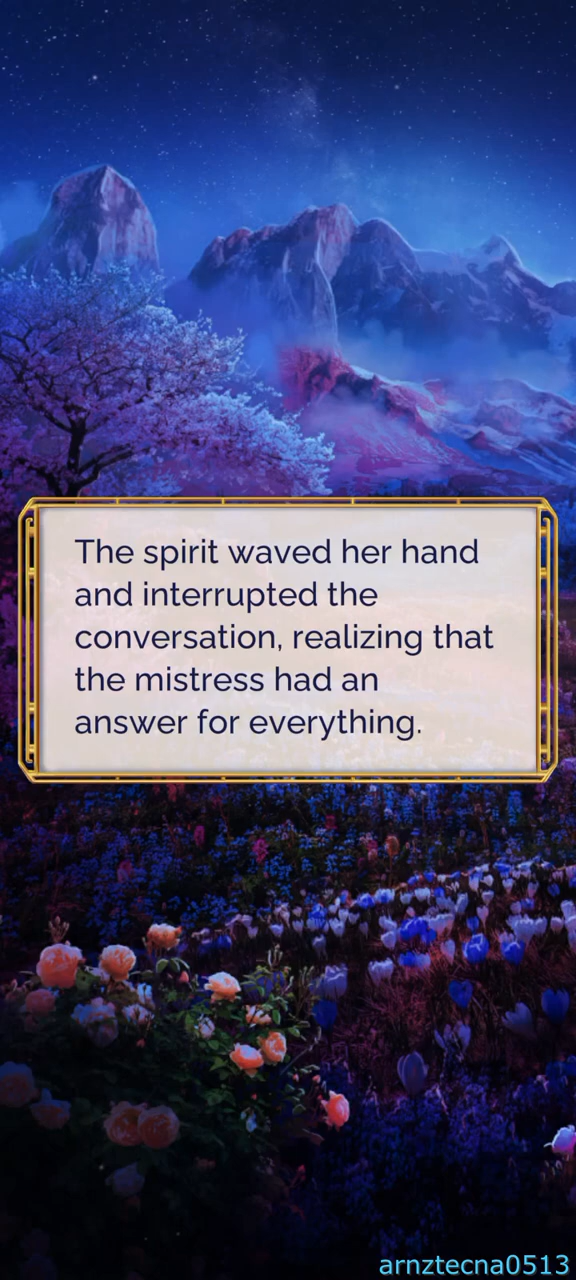 The spirit waved her hand
and interrupted the
conversation, realizing that
the mistress had an
answer for everything.
arnztecna0513